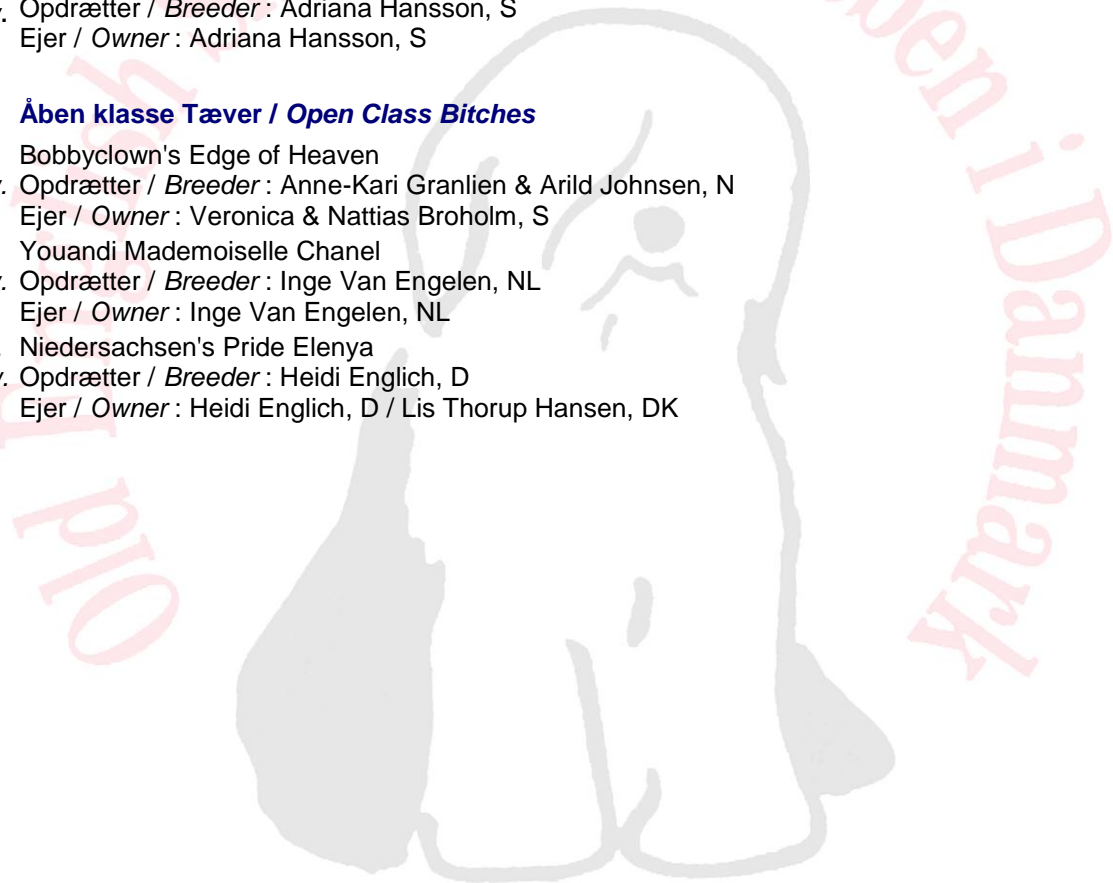 . Opdrætter / Breeder : Adriana Hansson, S
Ejer / Owner : Adriana Hansson, S
Åben klasse Tæver / Open Class Bitches
Bobbyclown's Edge of Heaven
. Opdrætter / Breeder : Anne-Kari Granlien & Arild Johnsen, N
Ejer / Owner : Veronica & Nattias Broholm, S
Youandi Mademoiselle Chanel
. Opdrætter / Breeder : Inge Van Engelen, NL
Ejer / Owner : Inge Van Engelen, NL
. Niedersachsen's Pride Elenya
. Opdrætter / Breeder : Heidi Englich, D
Ejer / Owner : Heidi Englich, D / Lis Thorup Hansen, DK
Old English
ben i Danmark